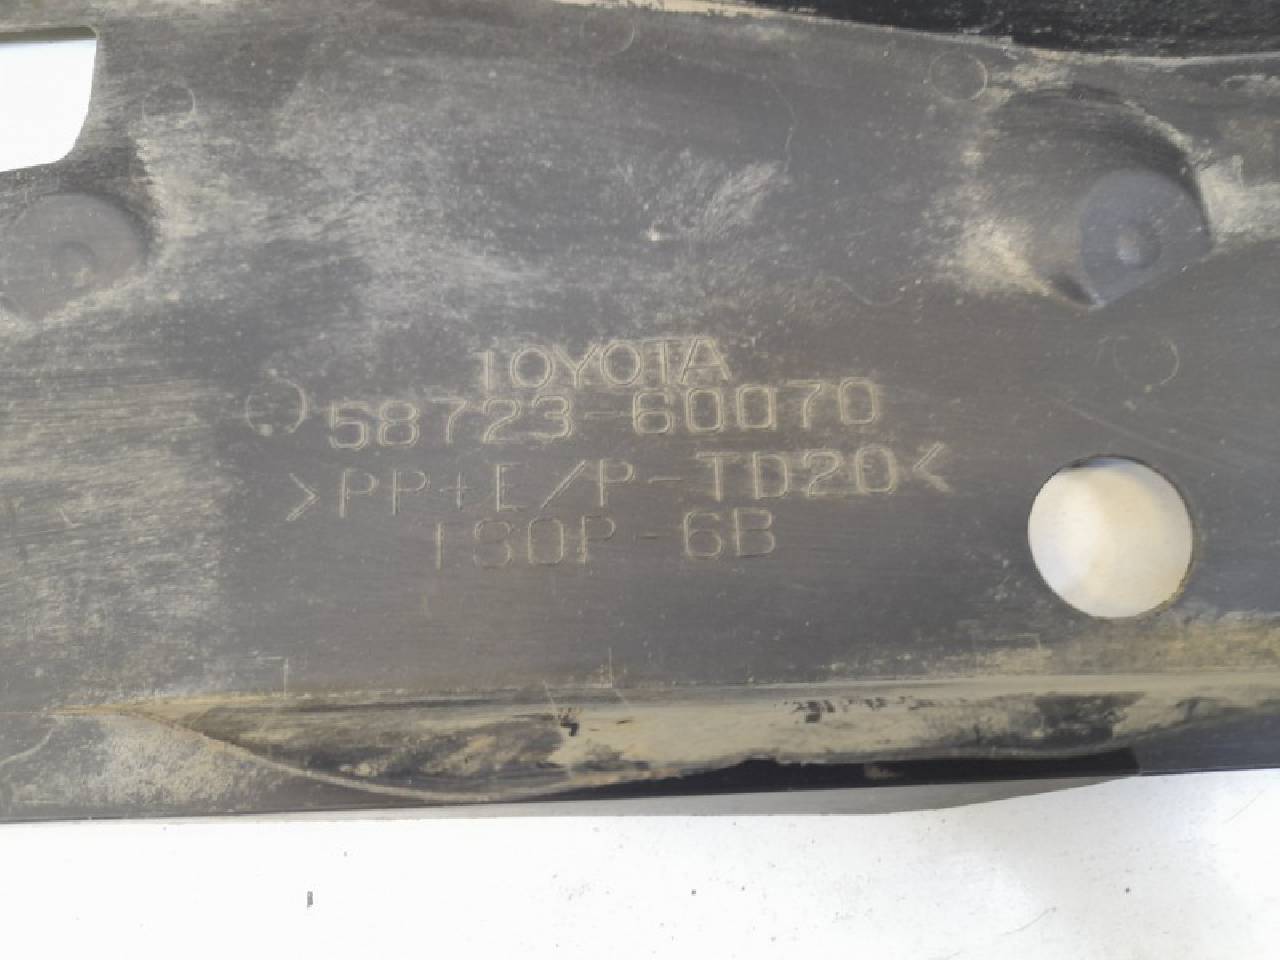 TOYOTA
58723-60070
>PP+E/P-TD20<
TSOP-6B